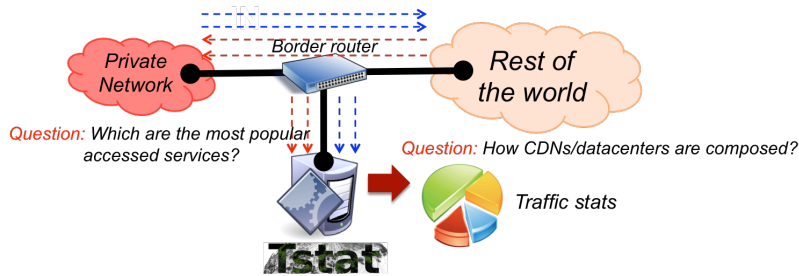 IN
Border router
Private
Network
Rest of
the world
Question: Which are the most popular
accessed services?
Question: How CDNs/datacenters are composed?
Traffic stats
Tstat